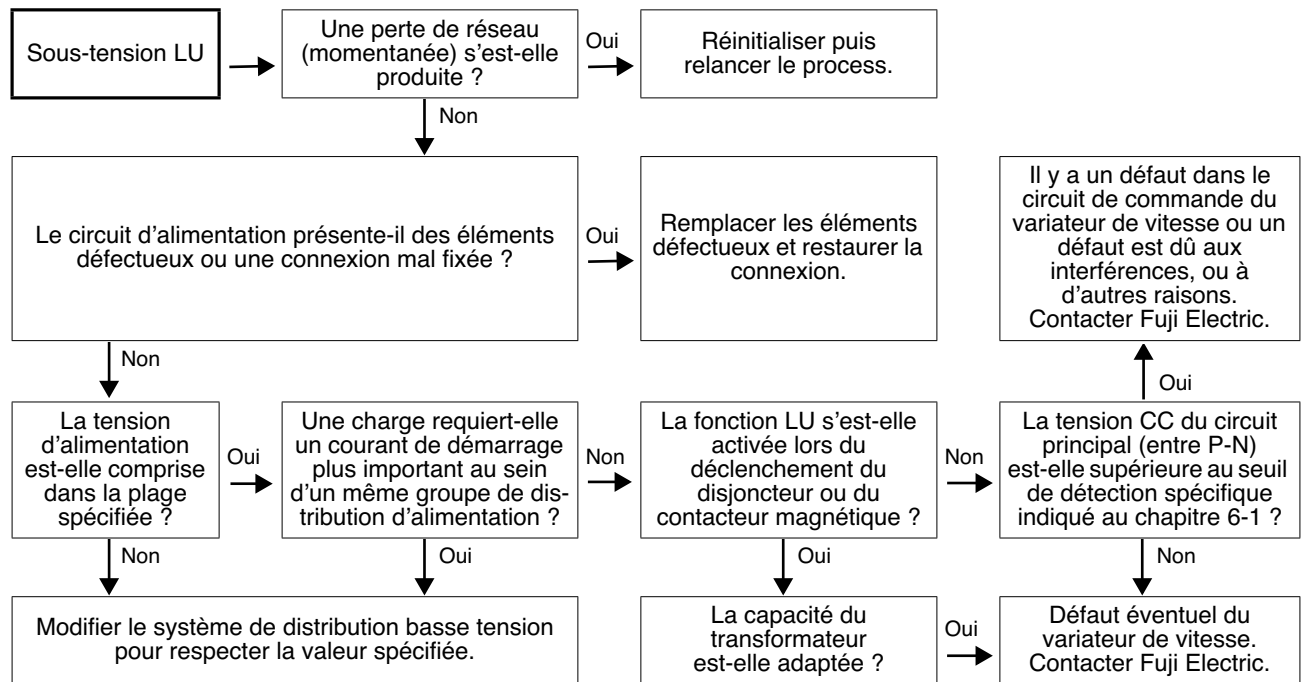 Sous-tension LU
Une perte de réseau
(momentanée) s'est-elle
produite ?
Oui
Réinitialiser puis
relancer le process.
Non
Le circuit d'alimentation présente-il des éléments
défectueux ou une connexion mal fixée ?
Oui
Remplacer les éléments
défectueux et restaurer la
connexion.
Il y a un défaut dans le
circuit de commande du
variateur de vitesse ou un
défaut est dû aux
interférences, ou à
d'autres raisons.
Contacter Fuji Electric.
Non
Oui
La tension
d'alimentation
est-elle comprise
dans la plage
spécifiée ?
Oui
Une charge requiert-elle
un courant de démarrage
plus important au sein
d'un même groupe de dis-
tribution d'alimentation ?
Non
La fonction LU s'est-elle
activée lors du
déclenchement du
disjoncteur ou du
contacteur magnétique ?
Non
La tension CC du circuit
principal (entre P-N)
est-elle supérieure au seuil
de détection spécifique
indiqué au chapitre 6-1 ?
Non
Oui
Oui
Non
Modifier le système de distribution basse tension
pour respecter la valeur spécifiée.
La capacité du
transformateur
est-elle adaptée ?
Oui
Défaut éventuel du
variateur de vitesse.
Contacter Fuji Electric.